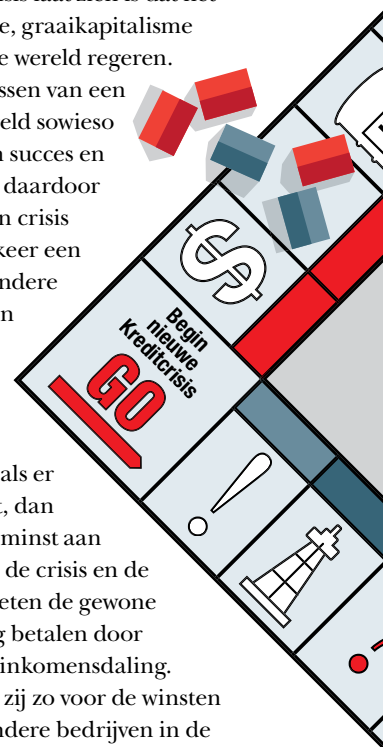 e, graaikapitalisme
e wereld regeren.
ssen van een
eld sowieso
n succes en
daardoor
n crisis
keer een
ndere
n
$
Begin
nieuwe
Kreditcrisis
GO
!
als er
t, dan
minst aan
de crisis en de
eten de gewone
g betalen door
inkomensdaling.
zij zo voor de winsten
ndere bedrijven in de
?